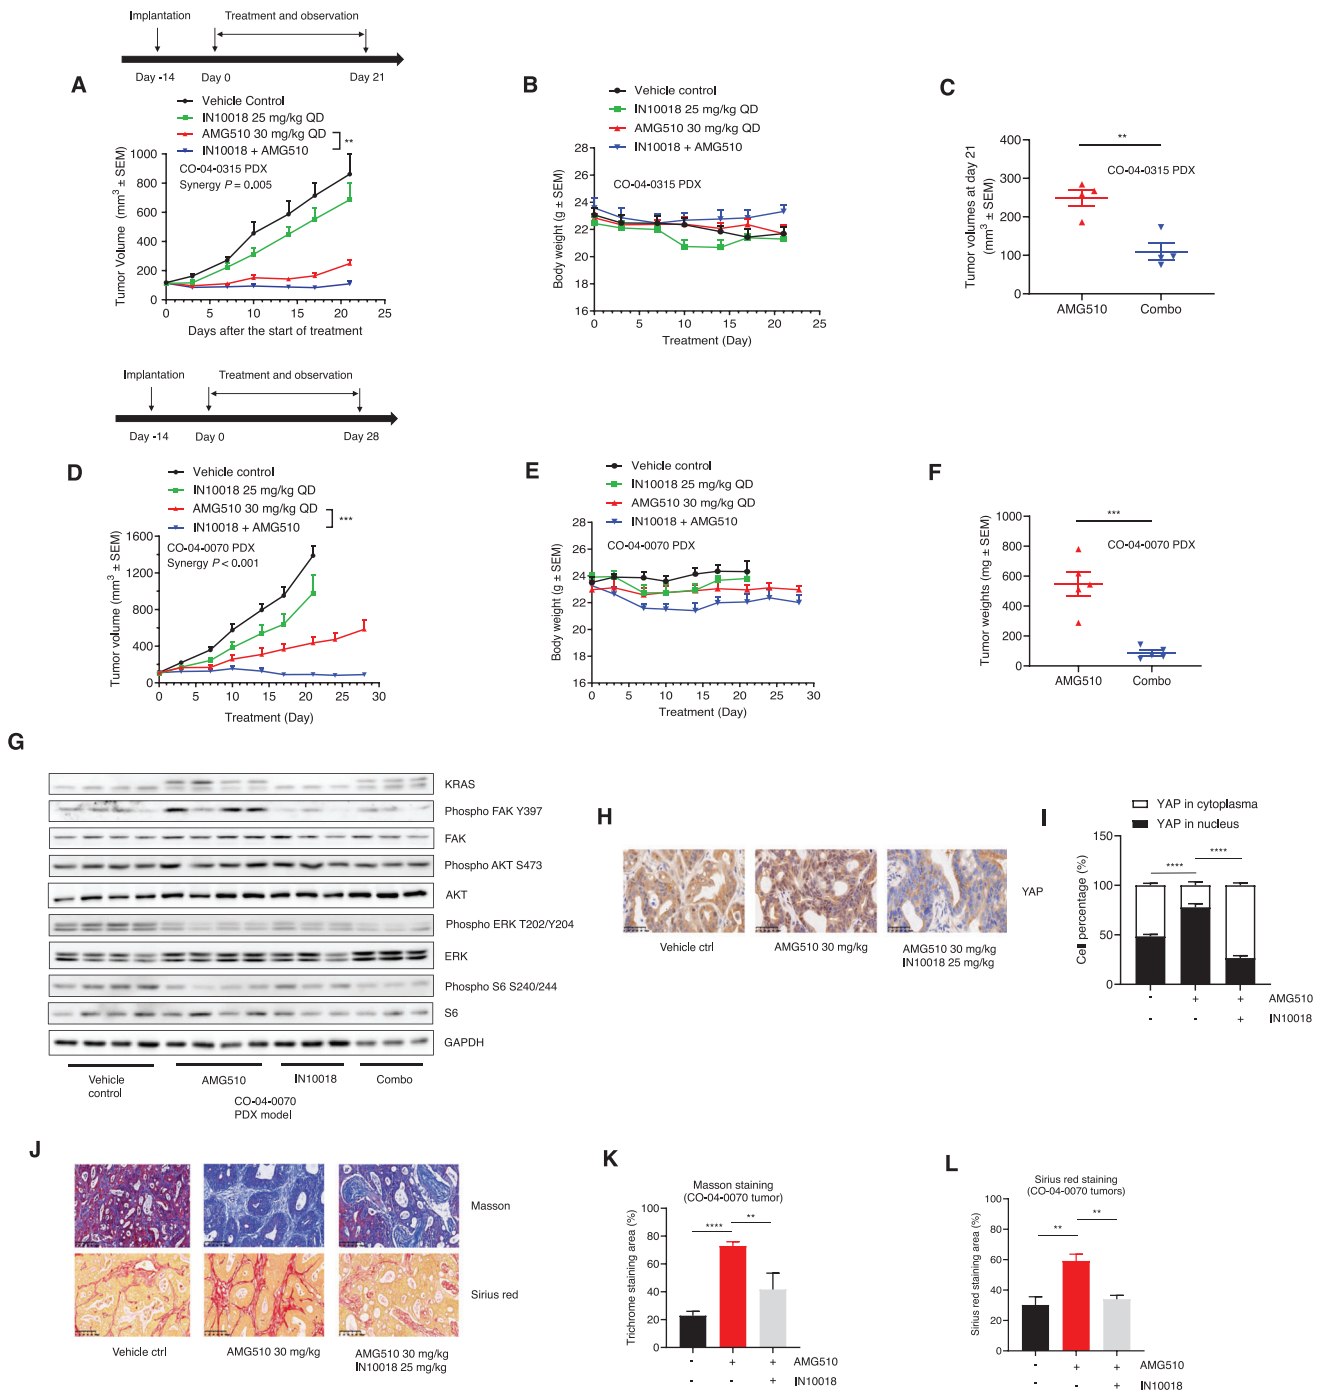 Implantation
Treatment and observation
Day -14
Day 0
Day 21
A
Vehicle Control
IN10018 25 mg/kg QD
AMG510 30 mg/kg QD
IN10018 + AMG510
**
CO-04-0315 PDX
Synergy P = 0.005
Tumor Volume (mm³ ± SEM)
1000
800
600
400
200
0
0 5 10 15 20 25
Days after the start of treatment
B
Vehicle control
IN10018 25 mg/kg QD
AMG510 30 mg/kg QD
IN10018 + AMG510
CO-04-0315 PDX
Body weight (g ± SEM)
28
26
24
22
20
18
16
0 5 10 15 20 25
Treatment (Day)
C
**
CO-04-0315 PDX
Tumor volumes at day 21
(mm³ ± SEM)
400
300
200
100
0
AMG510 Combo
Implantation
Treatment and observation
Day -14
Day 0
Day 28
D
Vehicle control
IN10018 25 mg/kg QD
AMG510 30 mg/kg QD
IN10018 + AMG510
***
CO-04-0070 PDX
Synergy P < 0.001
Tumor volume (mm³ ± SEM)
1600
1200
800
400
0
0 5 10 15 20 25 30
Treatment (Day)
E
Vehicle control
IN10018 25 mg/kg QD
AMG510 30 mg/kg QD
IN10018 + AMG510
CO-04-0070 PDX
Body weight (g ± SEM)
28
26
24
22
20
18
16
0 5 10 15 20 25 30
Treatment (Day)
F
***
CO-04-0070 PDX
Tumor weights (mg ± SEM)
1000
800
600
400
200
0
AMG510 Combo
G
KRAS
Phospho FAK Y397
FAK
Phospho AKT S473
AKT
Phospho ERK T202/Y204
ERK
Phospho S6 S240/244
S6
GAPDH
Vehicle
control
AMG510
IN10018
Combo
CO-04-0070
PDX model
H
YAP
Vehicle ctrl
AMG510 30 mg/kg
AMG510 30 mg/kg
IN10018 25 mg/kg
I
YAP in cytoplasma
YAP in nucleus
Cell percentage (%)
150
100
50
0
**** ****
- + + AMG510
- - + IN10018
J
Masson
Sirius red
Vehicle ctrl
AMG510 30 mg/kg
AMG510 30 mg/kg
IN10018 25 mg/kg
K
Masson staining
(CO-04-0070 tumor)
Trichrome staining area (%)
100
80
60
40
20
0
**** **
- + + AMG510
- - + IN10018
L
Sirius red staining
(CO-04-0070 tumors)
Sirius red staining area (%)
80
60
40
20
0
** **
- + + AMG510
- - + IN10018